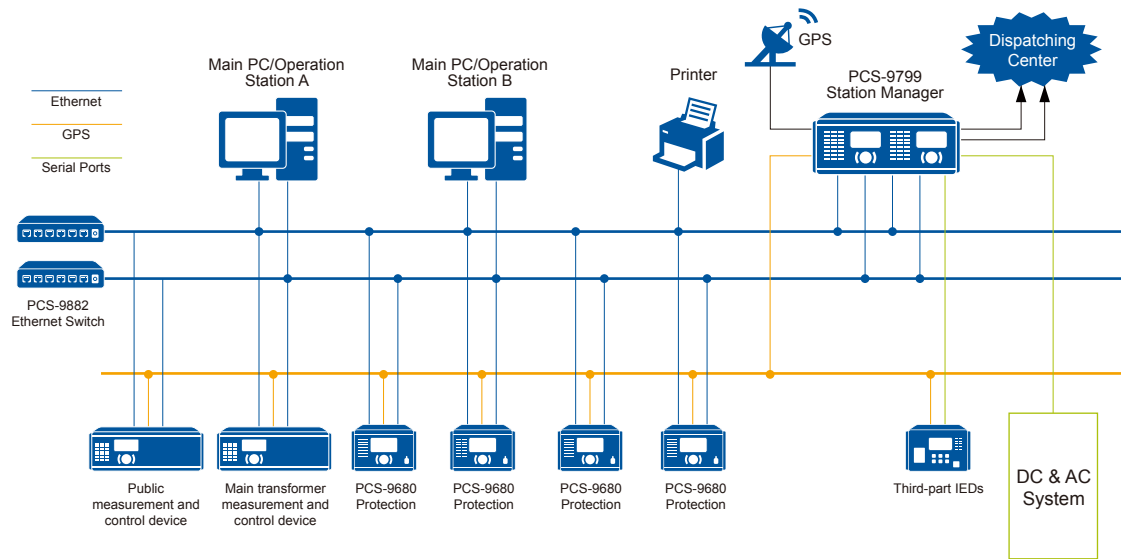 Main PC/Operation
Station A
Main PC/Operation
Station B
Printer
GPS
PCS-9799
Station Manager
Dispatching
Center
Ethernet
GPS
Serial Ports
PCS-9882
Ethernet Switch
Public
measurement and
control device
Main transformer
measurement and
control device
PCS-9680
Protection
PCS-9680
Protection
PCS-9680
Protection
PCS-9680
Protection
Third-part IEDs
DC & AC
System